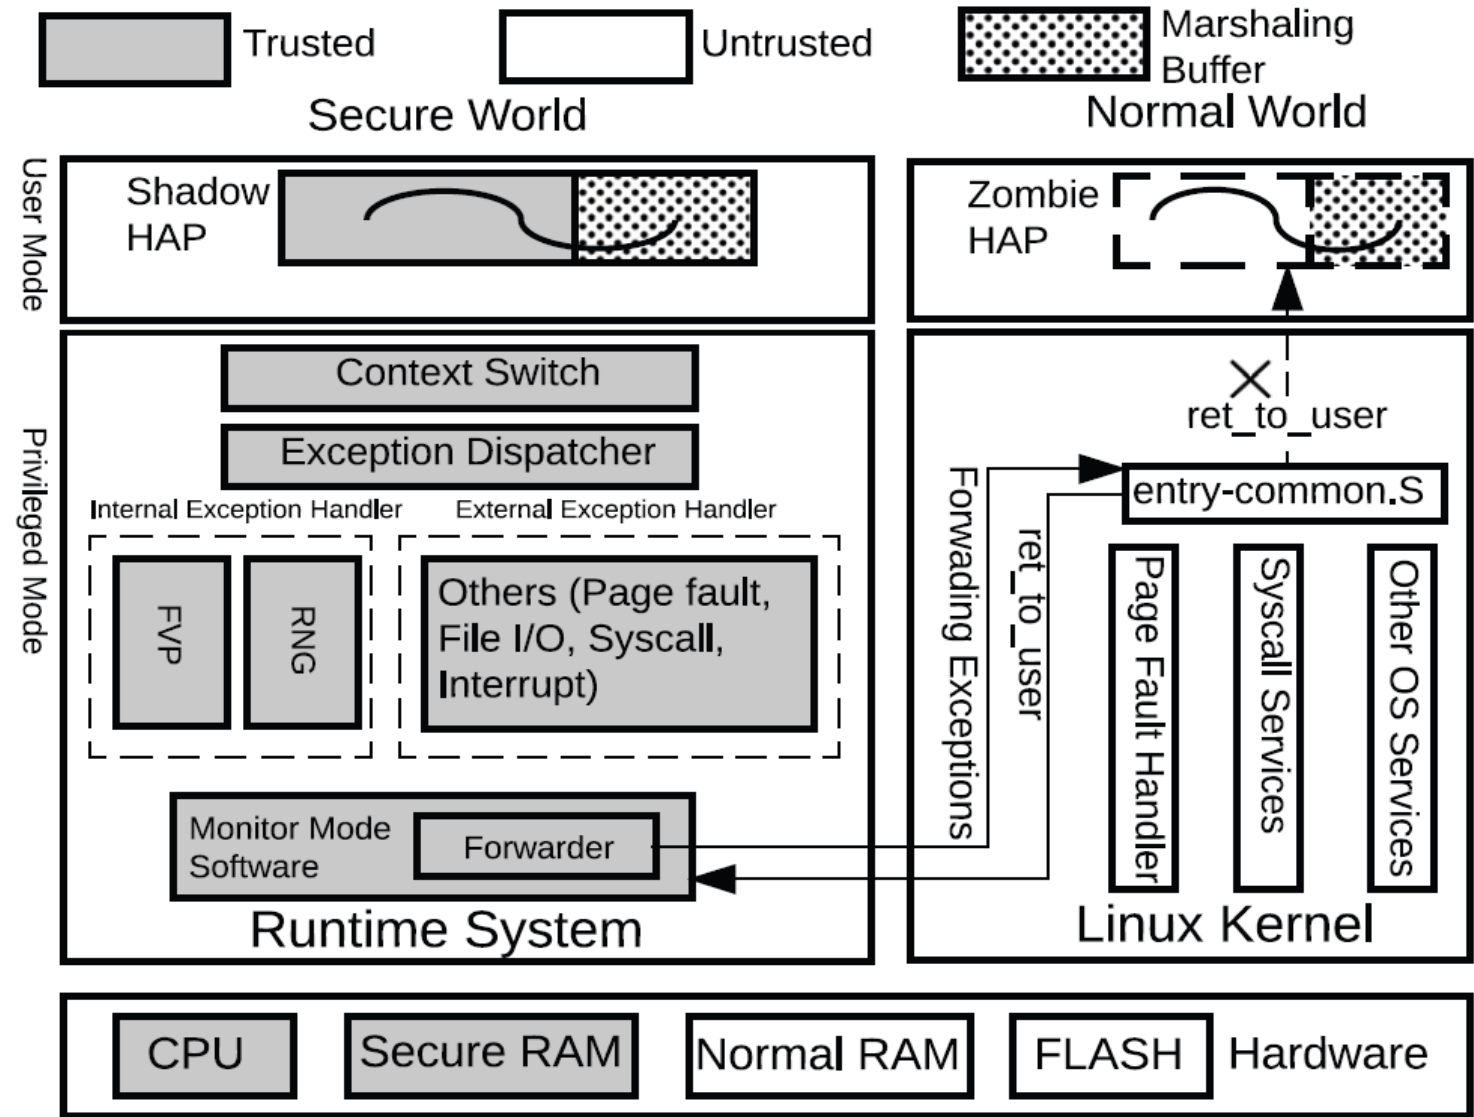 Trusted
Untrusted
Marshaling
Buffer
Secure World
Normal World
User Mode
Shadow
HAP
Zombie
HAP
Privileged Mode
Context Switch
Exception Dispatcher
Internal Exception Handler
External Exception Handler
FVP
RNG
Others (Page fault,
File I/O, Syscall,
Interrupt)
Monitor Mode
Software
Forwarder
Runtime System
Forwading Exceptions
ret_to_user
ret_to_user
entry-common.S
Page Fault Handler
Syscall Services
Other OS Services
Linux Kernel
CPU
Secure RAM
Normal RAM
FLASH
Hardware